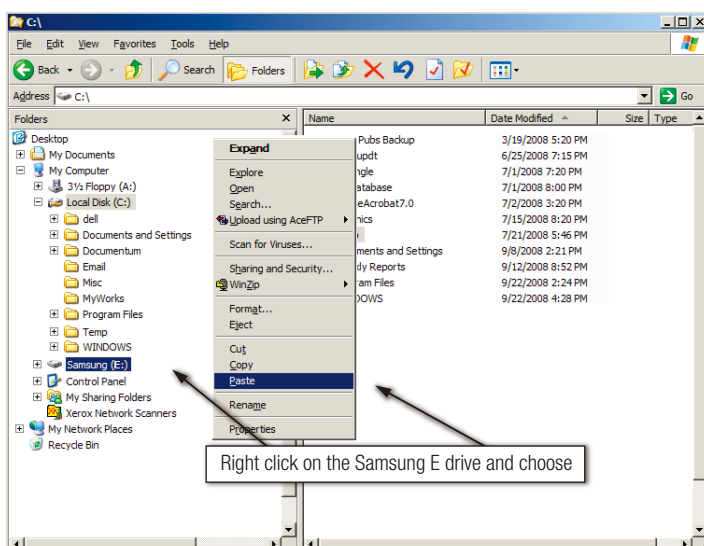 C:\
File Edit View Favorites Tools Help
Back Search Folders
Address C:\ Go
Folders x Name Date Modified Size Type
Desktop
My Documents
My Computer
3½ Floppy (A:)
Local Disk (C:)
dell
Documents and Settings
Documentum
Email
Misc
MyWorks
Program Files
Temp
WINDOWS
Samsung (E:)
Control Panel
My Sharing Folders
Xerox Network Scanners
My Network Places
Recycle Bin
Expand
Explore
Open
Search...
Upload using AceFTP
Scan for Viruses...
Sharing and Security...
WinZip
Format...
Eject
Cut
Copy
Paste
Rename
Properties
Pubs Backup 3/19/2008 5:20 PM
updt 6/25/2008 7:15 PM
ngle 7/1/2008 7:20 PM
atabase 7/1/2008 8:00 PM
eAcrobat7.0 7/2/2008 3:20 PM
nics 7/15/2008 8:20 PM
7/21/2008 5:46 PM
ments and Settings 9/8/2008 2:21 PM
dly Reports 9/12/2008 8:52 PM
ram Files 9/22/2008 2:24 PM
DOWS 9/22/2008 4:28 PM
Right click on the Samsung E drive and choose